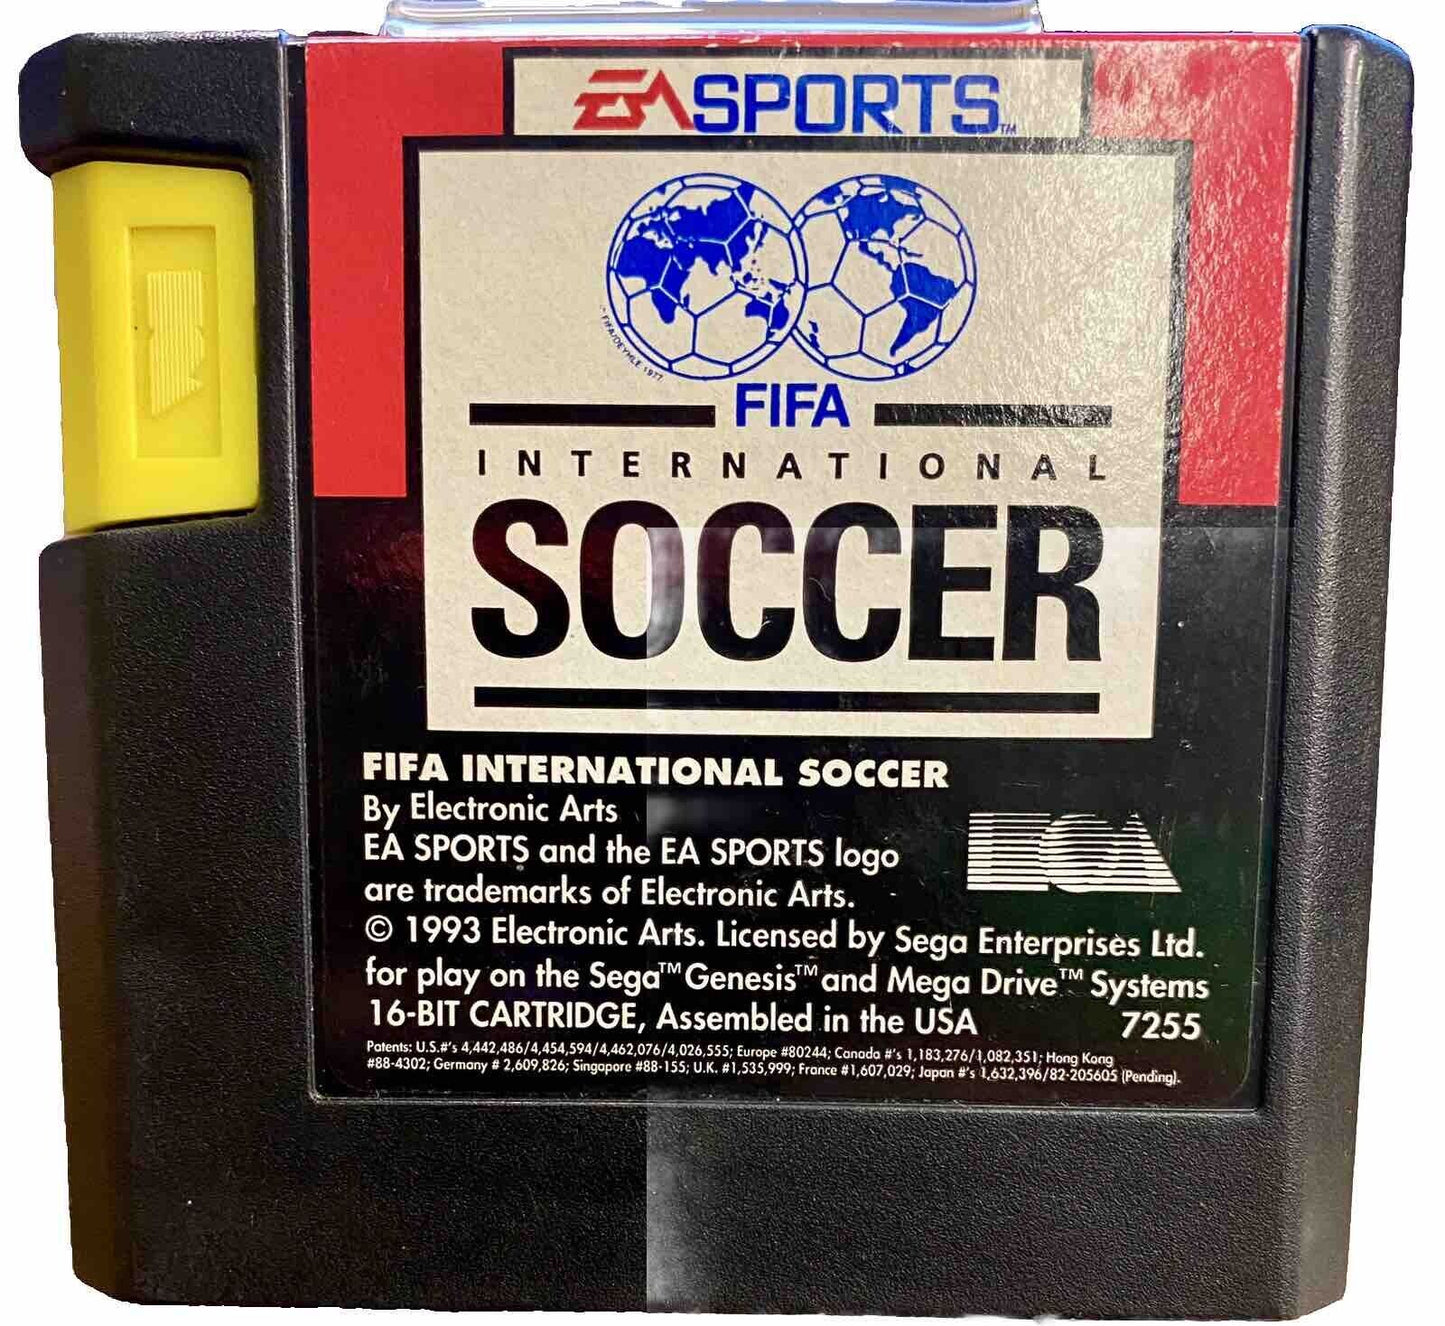 EA SPORTS™
© FIFA/DEYHLE 1977
FIFA
INTERNATIONAL
SOCCER
FIFA INTERNATIONAL SOCCER
By Electronic Arts
EA SPORTS and the EA SPORTS logo
are trademarks of Electronic Arts.
ECA
© 1993 Electronic Arts. Licensed by Sega Enterprises Ltd.
for play on the Sega™ Genesis™ and Mega Drive™ Systems
16-BIT CARTRIDGE, Assembled in the USA 7255
Patents: U.S.#'s 4,442,486/4,454,594/4,462,076/4,026,555; Europe #80244; Canada #'s 1,183,276/1,082,351; Hong Kong
#88-4302; Germany # 2,609,826; Singapore #88-155; U.K. #1,535,999; France #1,607,029; Japan #'s 1,632,396/82-205605 (Pending).